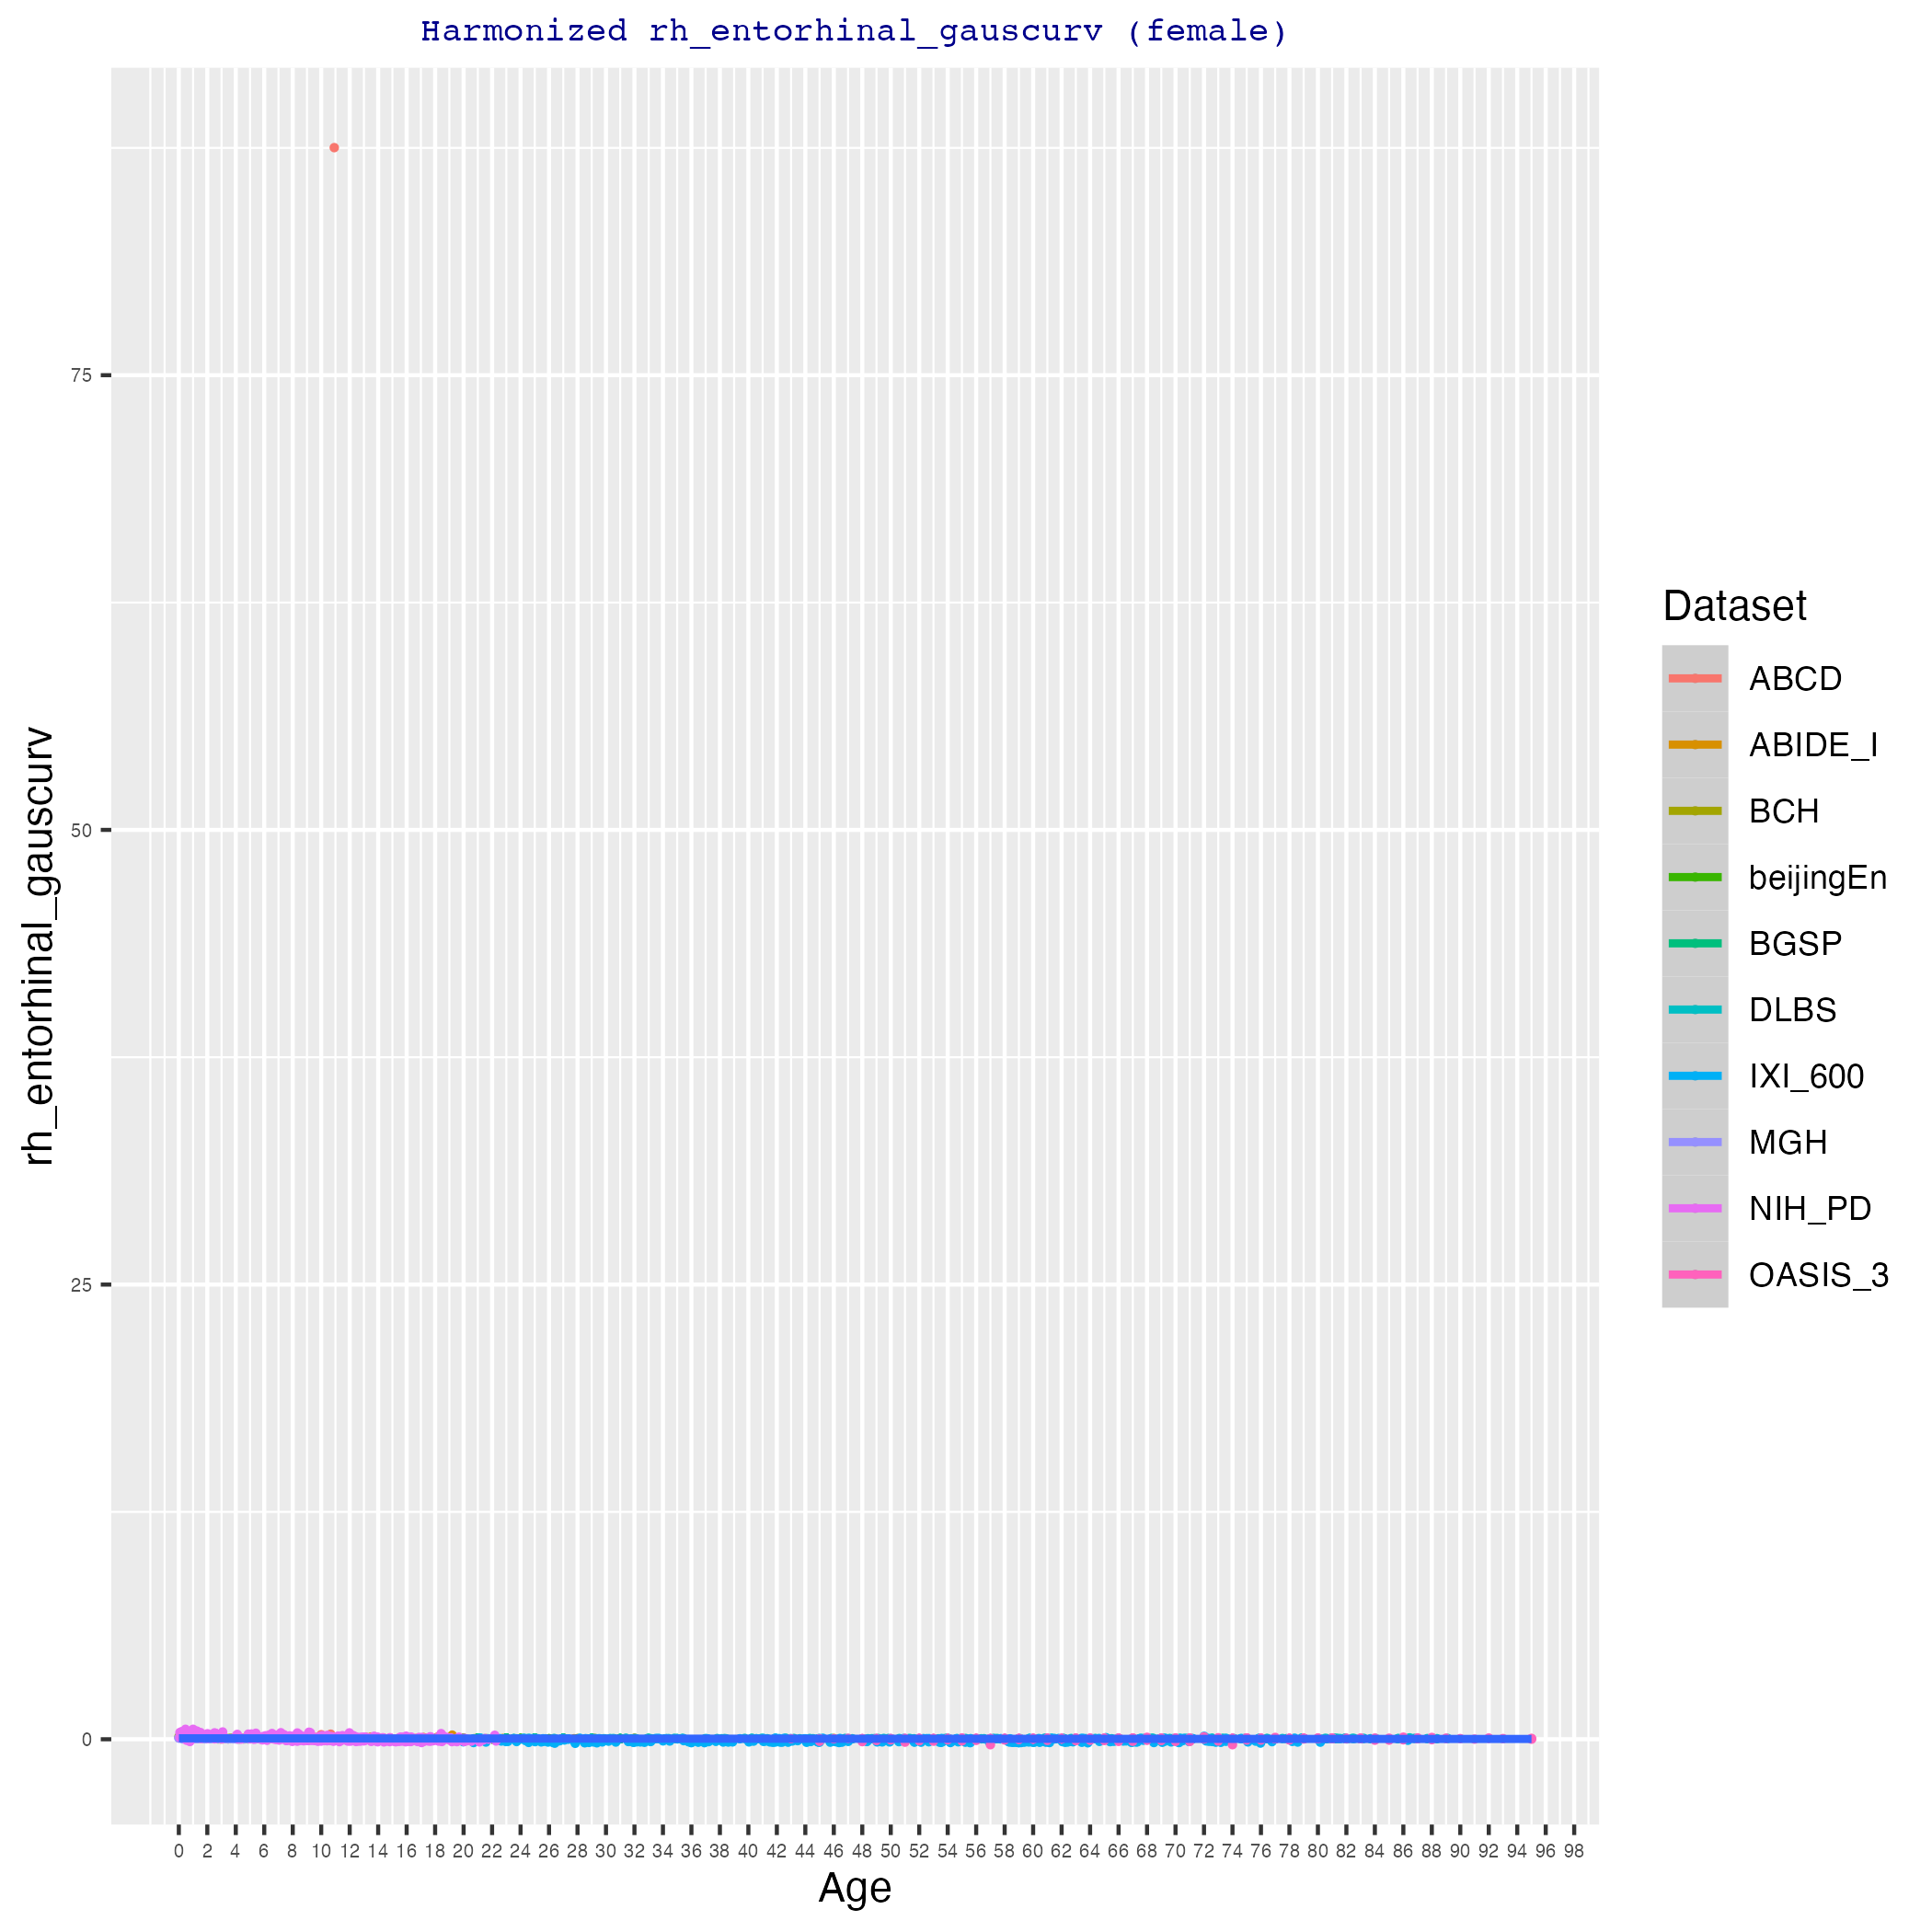 Harmonized rh_entorhinal_gauscurv (female)
75
50
25
0
rh_entorhinal_gauscurv
0 2 4 6 8 10 12 14 16 18 20 22 24 26 28 30 32 34 36 38 40 42 44 46 48 50 52 54 56 58 60 62 64 66 68 70 72 74 76 78 80 82 84 86 88 90 92 94 96 98
Age
Dataset
ABCD
ABIDE_I
BCH
beijingEn
BGSP
DLBS
IXI_600
MGH
NIH_PD
OASIS_3